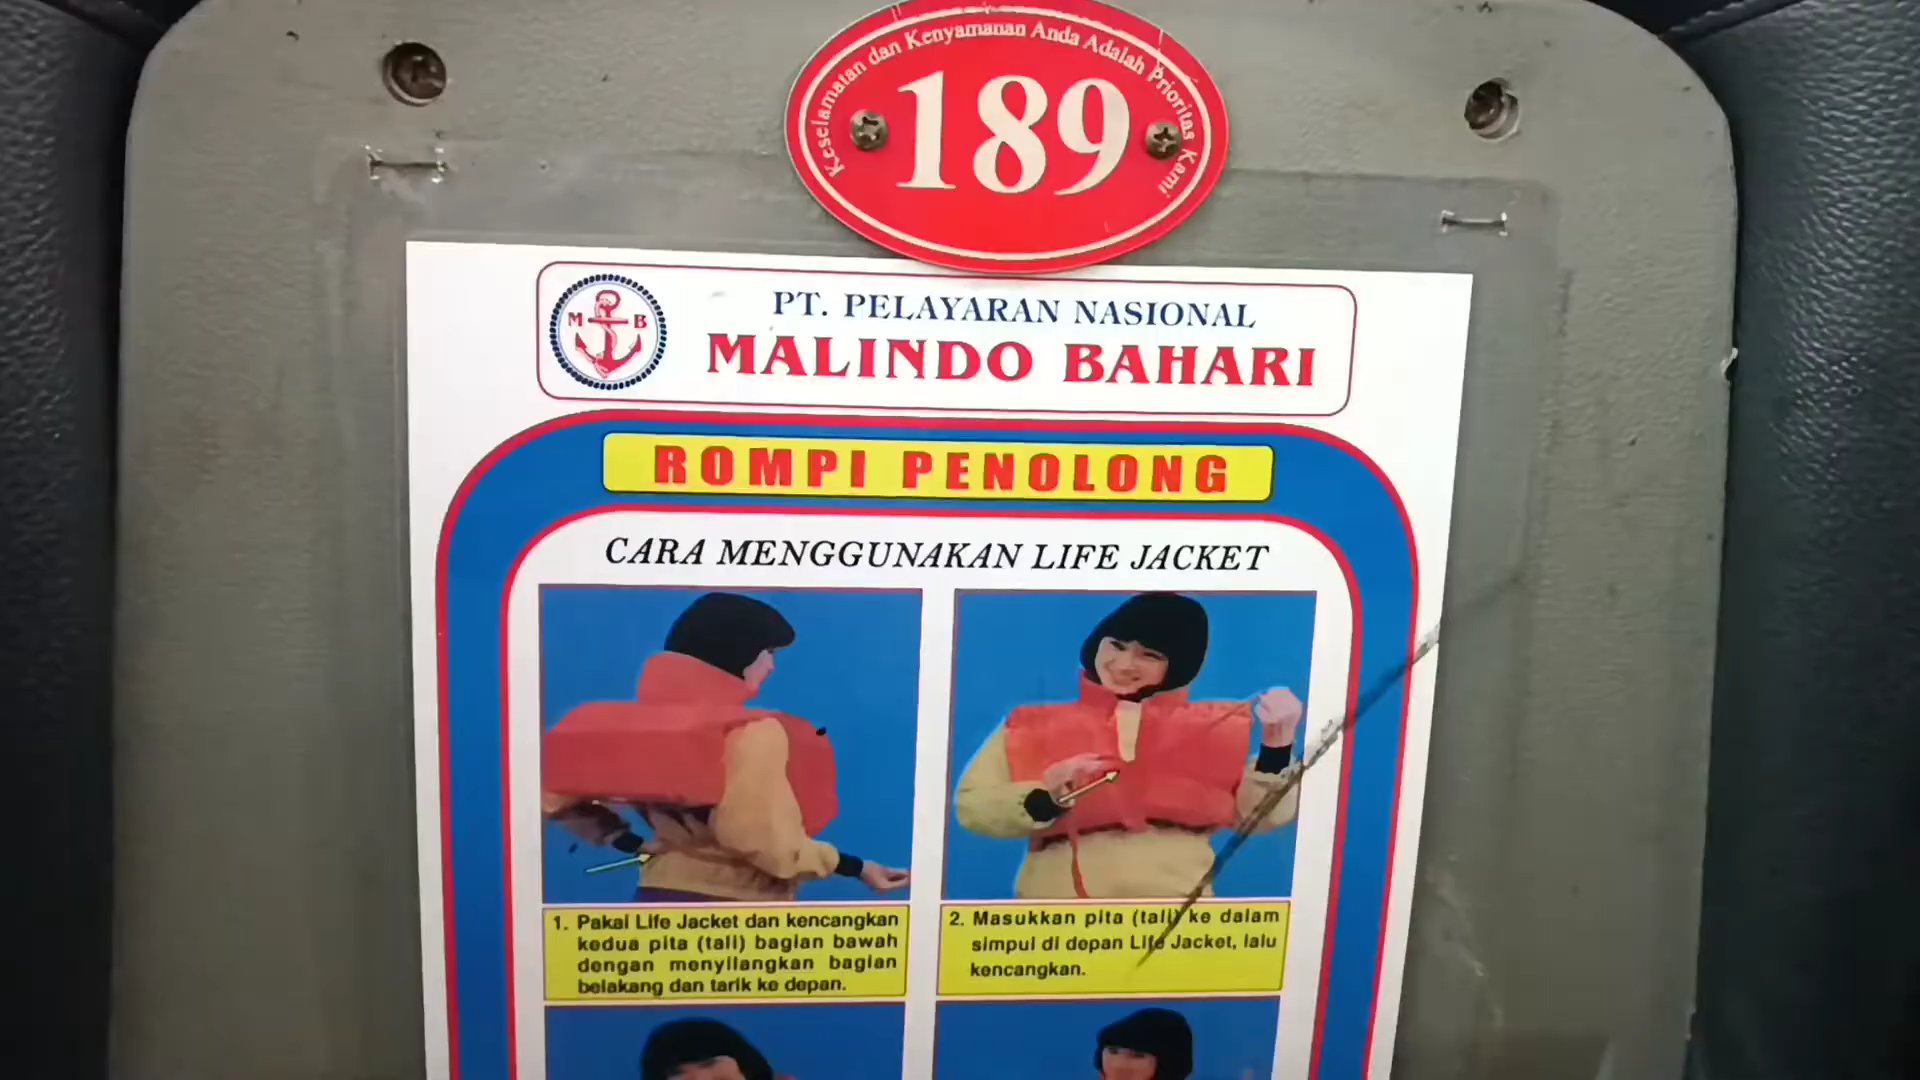 Keselamatan dan Kenyamanan Anda Adalah Prioritas Kami
189
M B
PT. PELAYARAN NASIONAL
MALINDO BAHARI
ROMPI PENOLONG
CARA MENGGUNAKAN LIFE JACKET
1. Pakai Life Jacket dan kencangkan
kedua pita (tali) bagian bawah
dengan menyilangkan bagian
belakang dan tarik ke depan.
2. Masukkan pita (tali) ke dalam
simpul di depan Life Jacket, lalu
kencangkan.